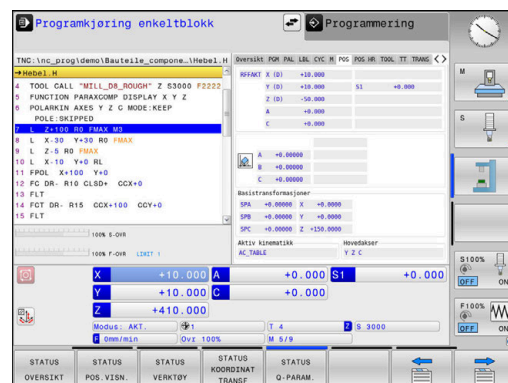 Programkjøring enkeltblokk
Programmering
TNC:\nc_prog\demo\Bauteile_compone…\Hebel.H
→Hebel.H
4 TOOL CALL "MILL_D8_ROUGH" Z S3000 F2222
5 FUNCTION PARAXCOMP DISPLAY X Y Z
6 POLARKIN AXES Y Z C MODE:KEEP
POLE:SKIPPED
7 L Z+100 R0 FMAX M3
8 L X-30 Y+30 R0 FMAX
9 L Z-5 R0 FMAX
10 L X-10 Y+0 RL
11 FPOL X+100 Y+0
12 FC DR- R10 CLSD+ CCX+0
13 FLT
14 FCT DR- R15 CCX+100 CCY+0
15 FLT
100% S-OVR
100% F-OVR LIMIT 1
Oversikt PGM PAL LBL CYC M POS POS HR TOOL TT TRANS
RFFAKT X (D) +10.000
Y (D) +10.000 S1 +0.000
Z (D) -50.000
A +0.000
C +0.000
A +0.00000
B +0.00000
C +0.00000
Basistransformasjoner
SPA +0.00000 X +0.0000
SPB +0.00000 Y +0.0000
SPC +0.00000 Z +150.0000
Aktiv kinematikk Hovedakser
AC_TABLE Y Z C
X +10.000 A +0.000 S1 +0.000
Y +10.000 C +0.000
Z +410.000
Modus: AKT. 1 T 4 Z S 3000
F 0mm/min Ovr 100% M 5/9
M
S
S100%
OFF ON
F100%
OFF ON
STATUS OVERSIKT
STATUS POS.VISN.
STATUS VERKTØY
STATUS KOORDINAT TRANSF.
STATUS Q-PARAM.